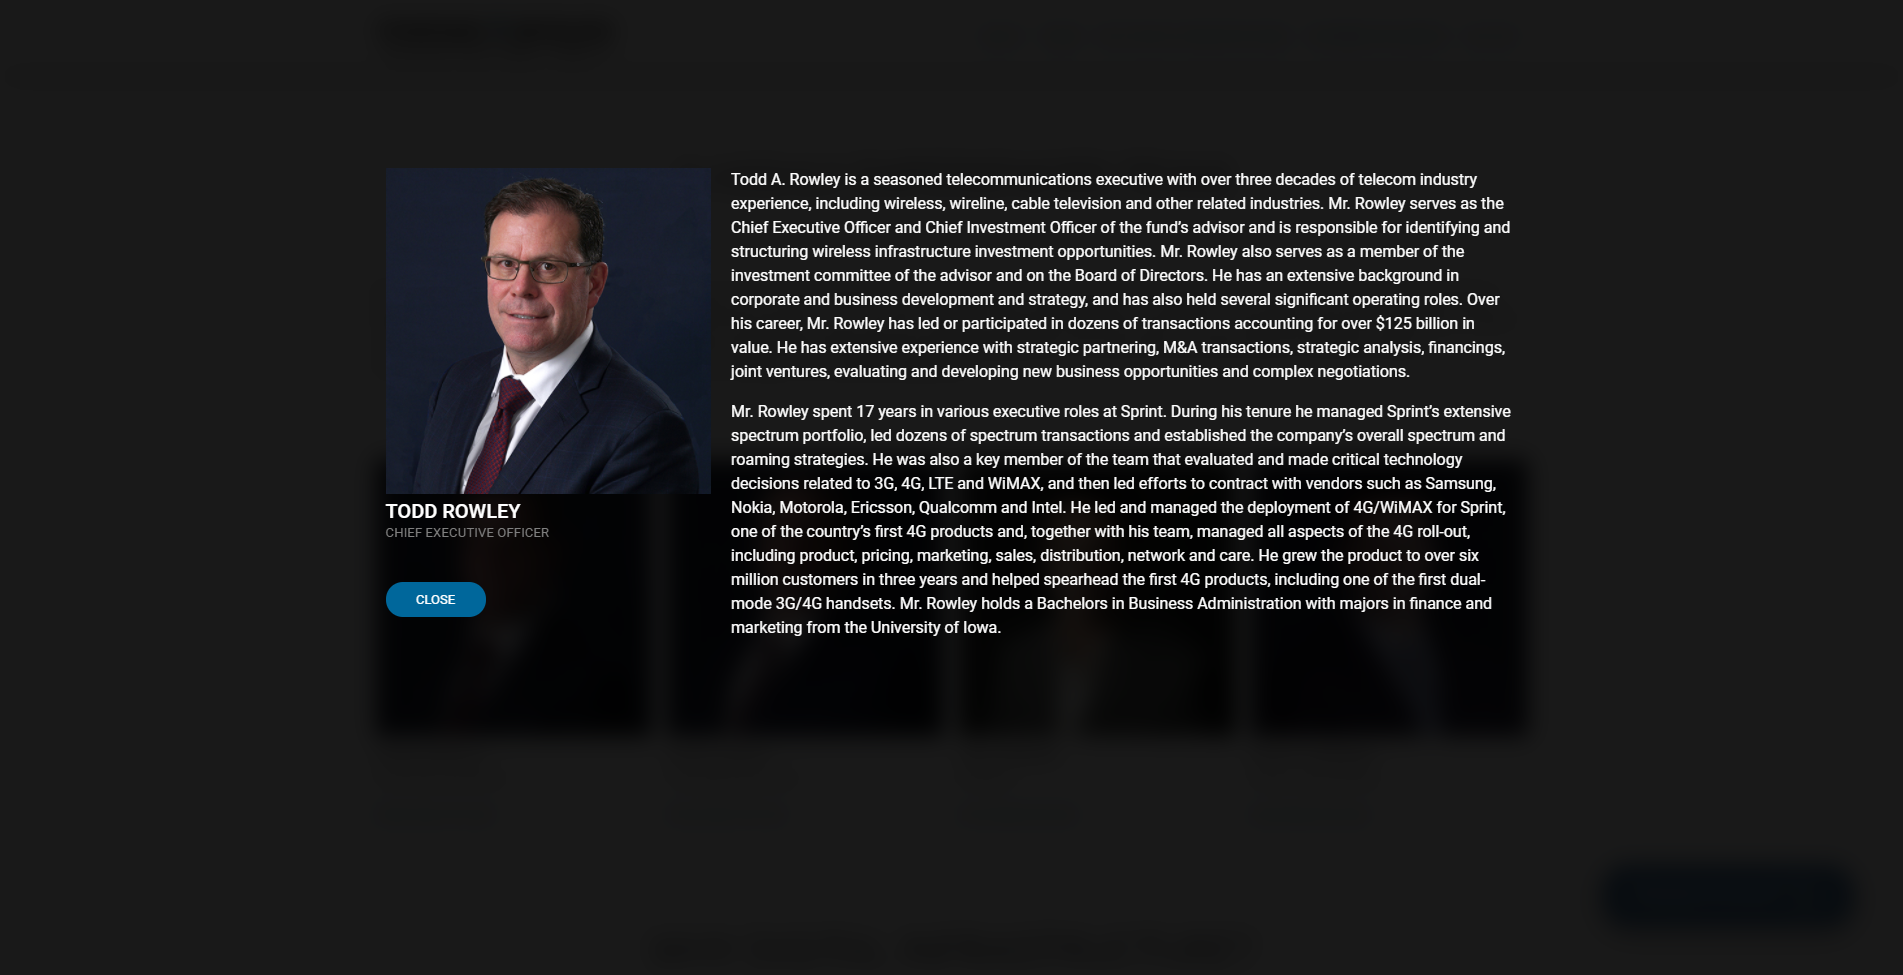 Todd A. Rowley is a seasoned telecommunications executive with over three decades of telecom industry
experience, including wireless, wireline, cable television and other related industries. Mr. Rowley serves as the
Chief Executive Officer and Chief Investment Officer of the fund’s advisor and is responsible for identifying and
structuring wireless infrastructure investment opportunities. Mr. Rowley also serves as a member of the
investment committee of the advisor and on the Board of Directors. He has an extensive background in
corporate and business development and strategy, and has also held several significant operating roles. Over
his career, Mr. Rowley has led or participated in dozens of transactions accounting for over $125 billion in
value. He has extensive experience with strategic partnering, M&A transactions, strategic analysis, financings,
joint ventures, evaluating and developing new business opportunities and complex negotiations.
Mr. Rowley spent 17 years in various executive roles at Sprint. During his tenure he managed Sprint’s extensive
spectrum portfolio, led dozens of spectrum transactions and established the company’s overall spectrum and
roaming strategies. He was also a key member of the team that evaluated and made critical technology
decisions related to 3G, 4G, LTE and WiMAX, and then led efforts to contract with vendors such as Samsung,
Nokia, Motorola, Ericsson, Qualcomm and Intel. He led and managed the deployment of 4G/WiMAX for Sprint,
one of the country’s first 4G products and, together with his team, managed all aspects of the 4G roll-out,
including product, pricing, marketing, sales, distribution, network and care. He grew the product to over six
million customers in three years and helped spearhead the first 4G products, including one of the first dual-
mode 3G/4G handsets. Mr. Rowley holds a Bachelors in Business Administration with majors in finance and
marketing from the University of Iowa.
TODD ROWLEY
CHIEF EXECUTIVE OFFICER
CLOSE